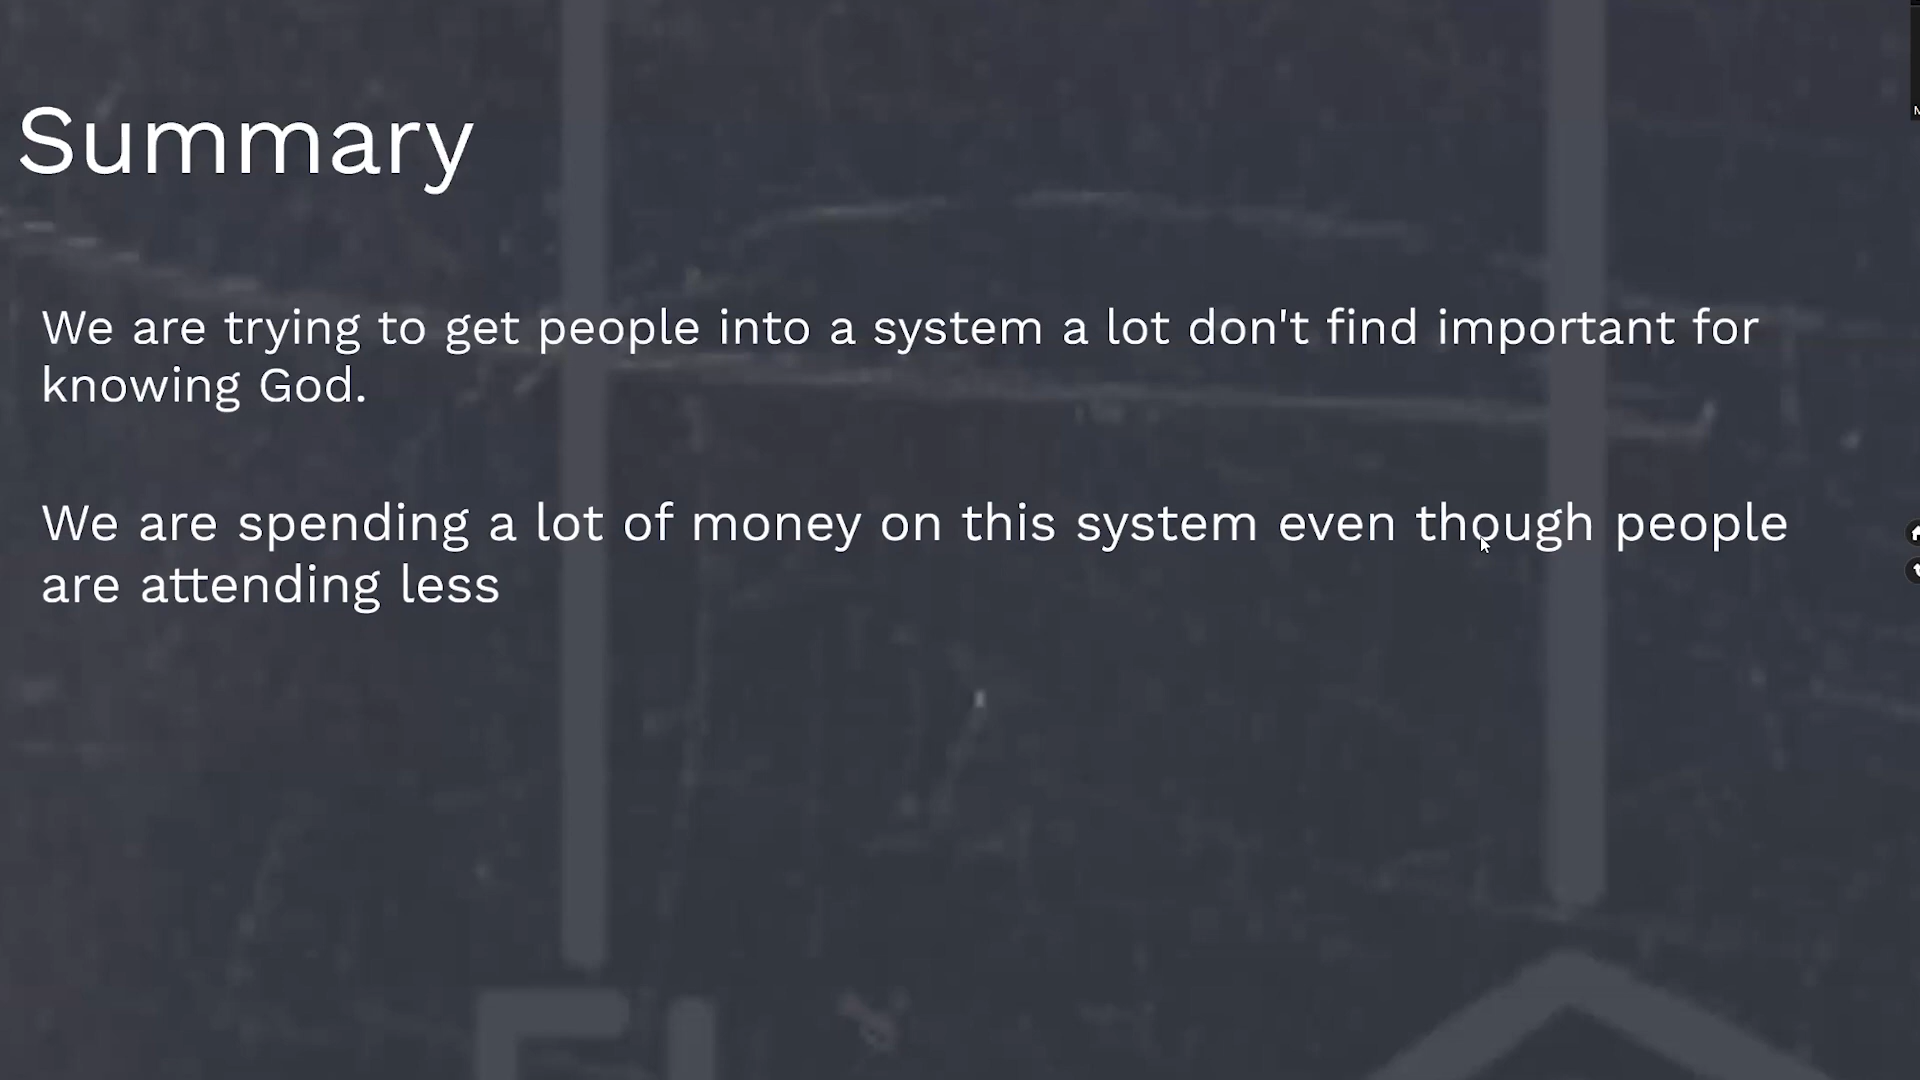 Summary
We are trying to get people into a system a lot don't find important for
knowing God.
We are spending a lot of money on this system even though people
are attending less